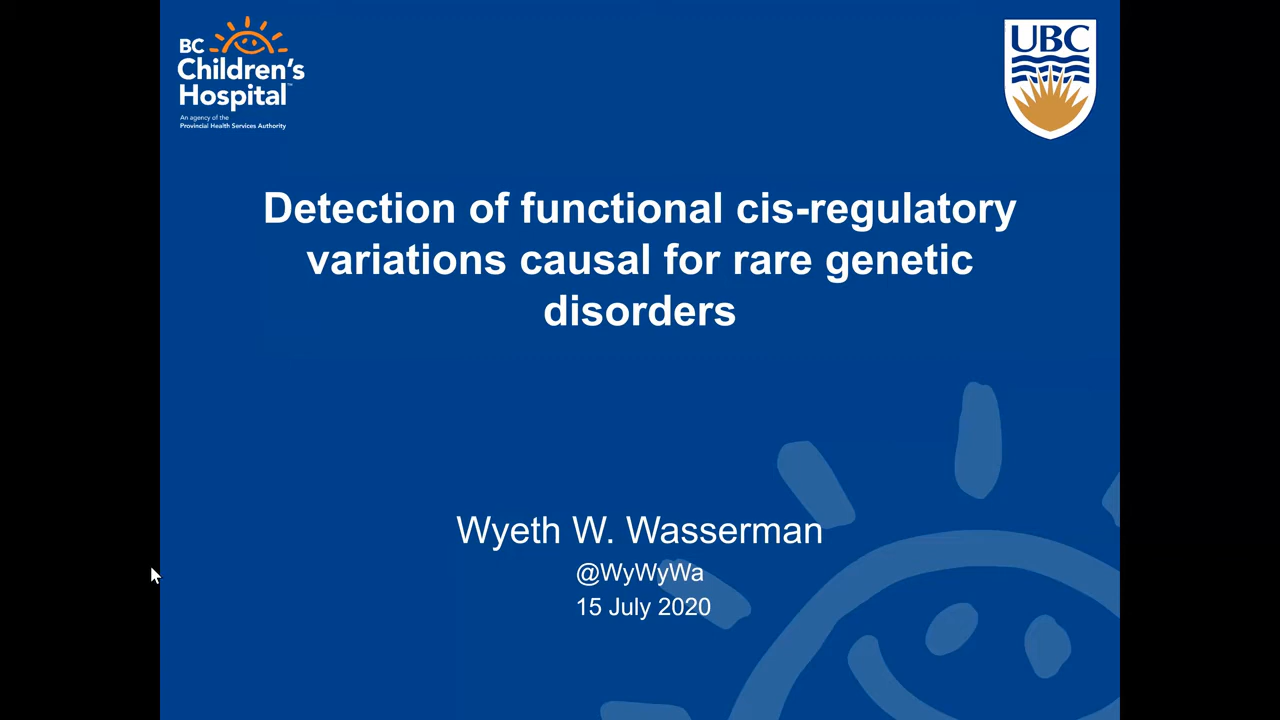 BC
Children's
Hospital™
An agency of the
Provincial Health Services Authority
UBC
Detection of functional cis-regulatory
variations causal for rare genetic
disorders
Wyeth W. Wasserman
@WyWyWa
15 July 2020